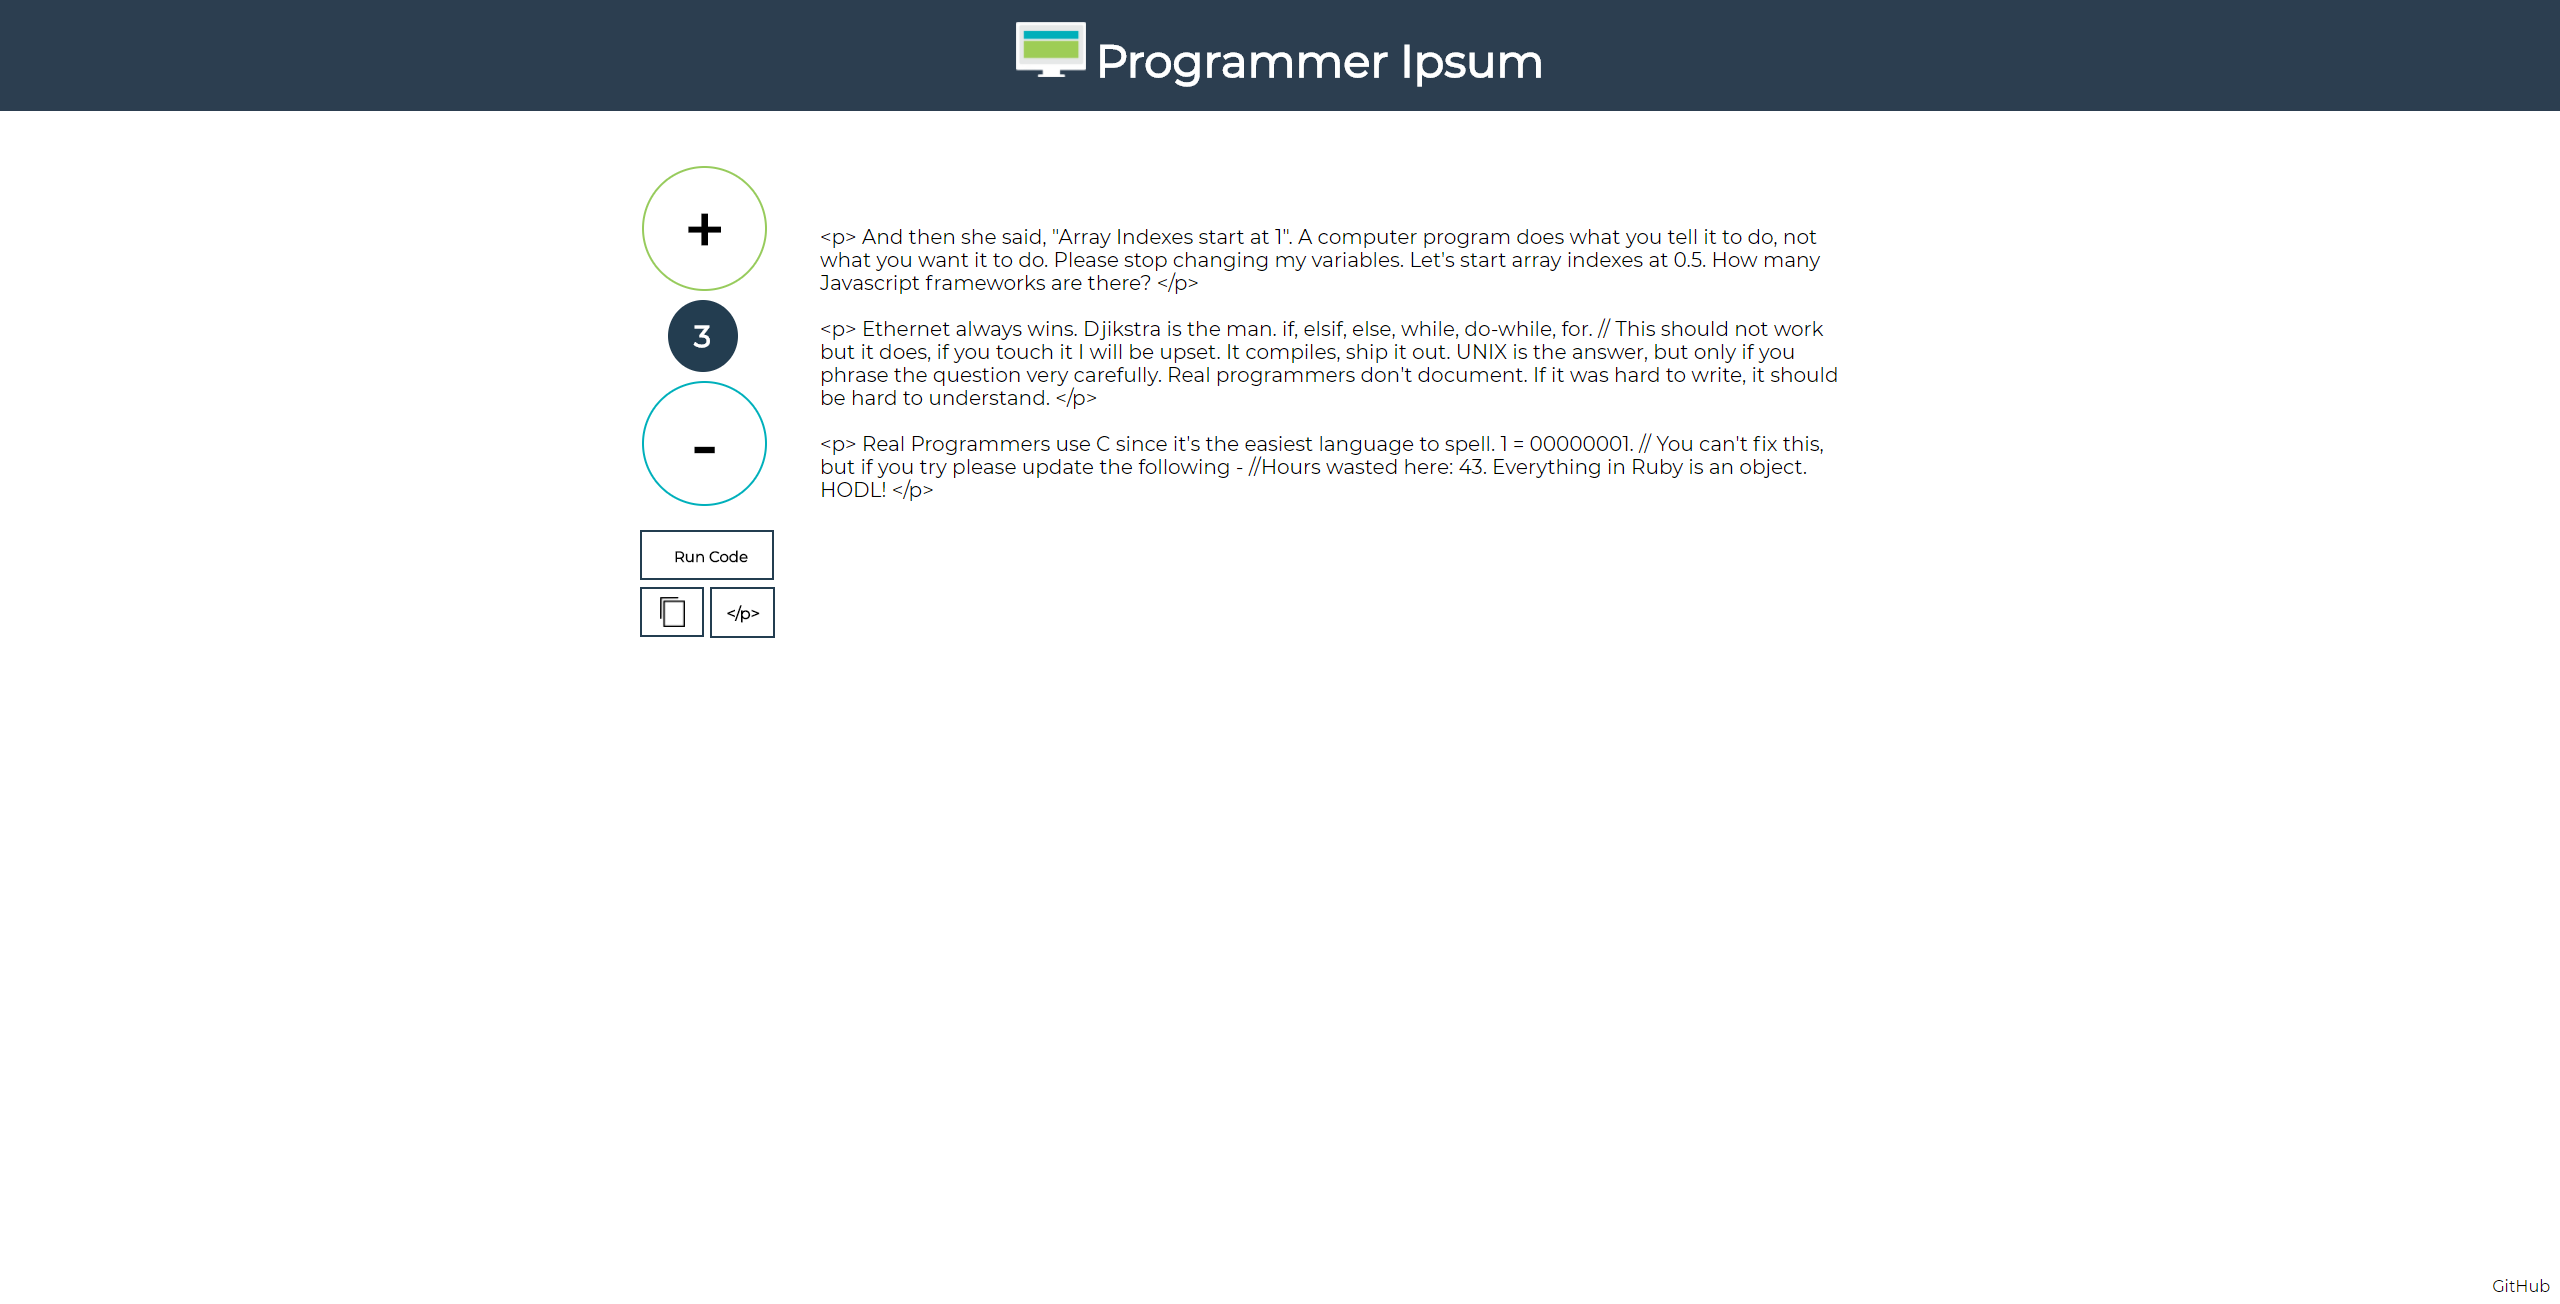 Programmer Ipsum
+
3
-
Run Code
</p>
<p> And then she said, "Array Indexes start at 1". A computer program does what you tell it to do, not
what you want it to do. Please stop changing my variables. Let's start array indexes at 0.5. How many
Javascript frameworks are there? </p>
<p> Ethernet always wins. Djikstra is the man. if, elsif, else, while, do-while, for. // This should not work
but it does, if you touch it I will be upset. It compiles, ship it out. UNIX is the answer, but only if you
phrase the question very carefully. Real programmers don't document. If it was hard to write, it should
be hard to understand. </p>
<p> Real Programmers use C since it's the easiest language to spell. 1 = 00000001. // You can't fix this,
but if you try please update the following - //Hours wasted here: 43. Everything in Ruby is an object.
HODL! </p>
GitHub